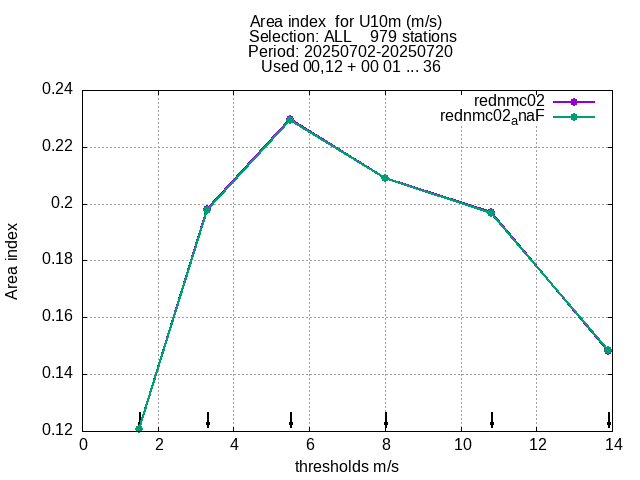 Area index  for U10m (m/s)
Selection: ALL    979 stations
Period: 20250702-20250720
Used 00,12 + 00 01 ... 36
rednmc02
rednmc02anaF
0.24
0.22
0.2
0.18
0.16
0.14
0.12
Area index
0 2 4 6 8 10 12 14
thresholds m/s